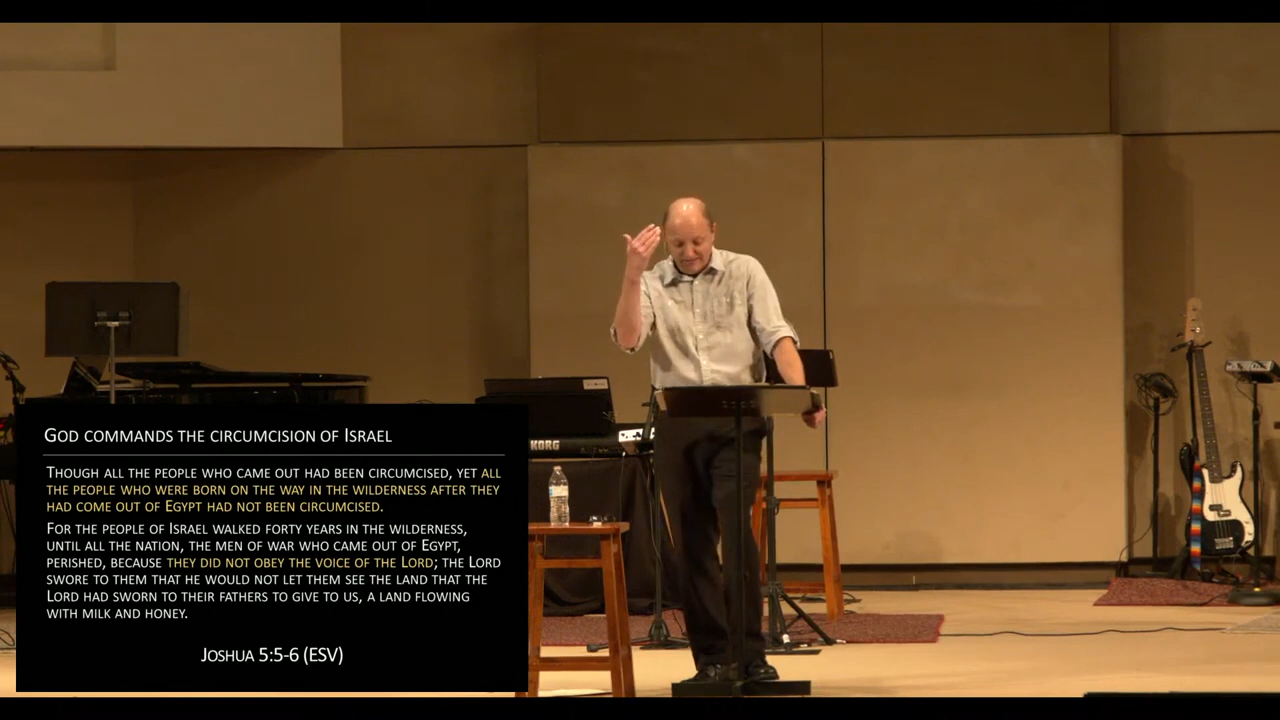 God commands the circumcision of Israel
Though all the people who came out had been circumcised, yet all
the people who were born on the way in the wilderness after they
had come out of Egypt had not been circumcised.
For the people of Israel walked forty years in the wilderness,
until all the nation, the men of war who came out of Egypt,
perished, because they did not obey the voice of the Lord; the Lord
swore to them that he would not let them see the land that the
Lord had sworn to their fathers to give to us, a land flowing
with milk and honey.
Joshua 5:5-6 (ESV)
KORG